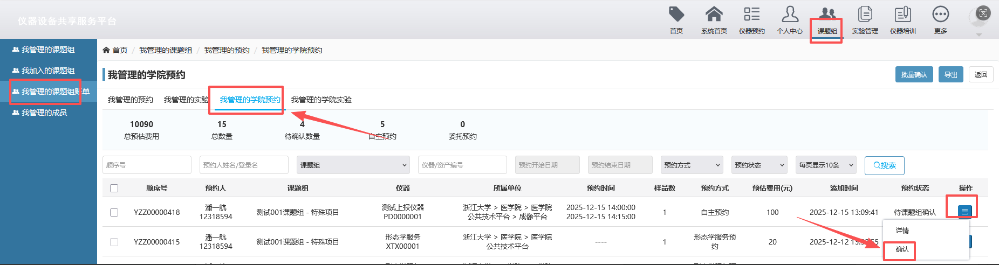 仪器设备共享服务平台
首页 系统首页 仪器预约 个人中心 课题组 实验管理 仪器培训 更多
我管理的课题组
我加入的课题组
我管理的课题组账单
我管理的成员
首页 / 我管理的课题组 / 我管理的预约 / 我管理的学院预约
我管理的学院预约
批量确认 导出 返回
我管理的预约 我管理的实验 我管理的学院预约 我管理的学院实验
10090 15 4 5 0
总预估费用 总数量 待确认数量 自主预约 委托预约
顺序号 预约人姓名/登录名 课题组 仪器/资产编号 预约开始日期 预约结束日期 预约方式 预约状态 每页显示10条 搜索
顺序号 预约人 课题组 仪器 所属单位 预约时间 样品数 预约方式 预估费用(元) 添加时间 预约状态 操作
YZZ00000418 潘一航 12318594 测试001课题组 - 特殊项目 测试上报仪器 PD0000001 浙江大学 > 医学院 > 医学院公共技术平台 > 成像平台 2025-12-15 14:00:00 2025-12-15 14:15:00 1 自主预约 100 2025-12-15 13:09:41 待课题组确认
YZZ00000415 潘一航 12318594 测试001课题组 - 特殊项目 形态学服务 XTX00001 浙江大学 > 医学院 > 医学院公共技术平台 ---- 1 形态学服务预约 20 2025-12-12
详情
确认